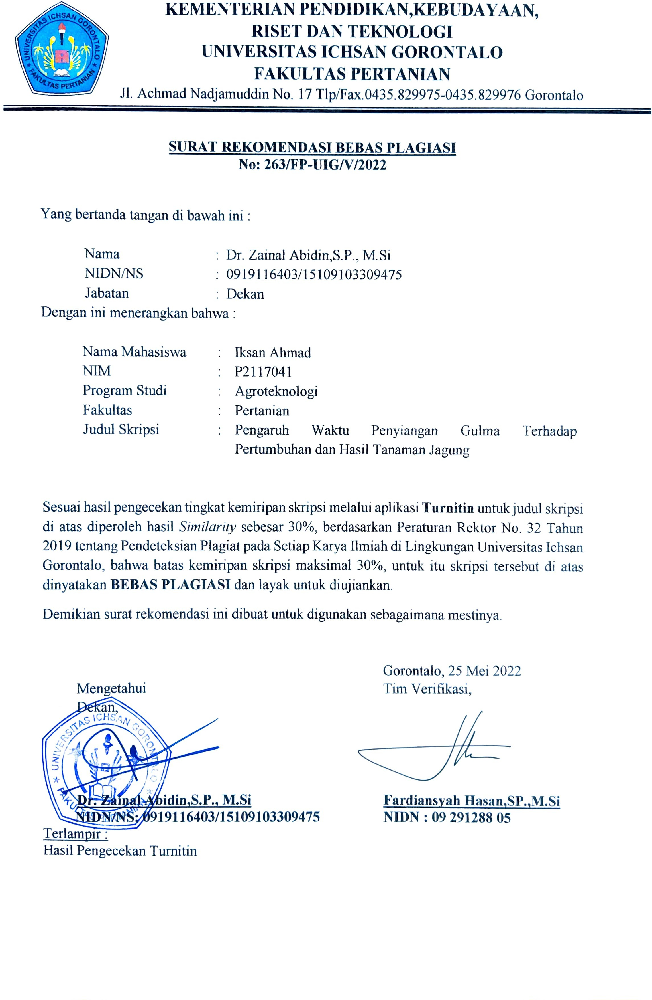 UNIVERSITAS ICHSAN GORONTALO
FAKULTAS PERTANIAN
KEMENTERIAN PENDIDIKAN,KEBUDAYAAN,
RISET DAN TEKNOLOGI
UNIVERSITAS ICHSAN GORONTALO
FAKULTAS PERTANIAN
Jl. Achmad Nadjamuddin No. 17 Tlp/Fax.0435.829975-0435.829976 Gorontalo
SURAT REKOMENDASI BEBAS PLAGIASI
No: 263/FP-UIG/V/2022
Yang bertanda tangan di bawah ini :
Nama : Dr. Zainal Abidin,S.P., M.Si
NIDN/NS : 0919116403/15109103309475
Jabatan : Dekan
Dengan ini menerangkan bahwa :
Nama Mahasiswa : Iksan Ahmad
NIM : P2117041
Program Studi : Agroteknologi
Fakultas : Pertanian
Judul Skripsi : Pengaruh Waktu Penyiangan Gulma Terhadap
Pertumbuhan dan Hasil Tanaman Jagung
Sesuai hasil pengecekan tingkat kemiripan skripsi melalui aplikasi Turnitin untuk judul skripsi
di atas diperoleh hasil Similarity sebesar 30%, berdasarkan Peraturan Rektor No. 32 Tahun
2019 tentang Pendeteksian Plagiat pada Setiap Karya Ilmiah di Lingkungan Universitas Ichsan
Gorontalo, bahwa batas kemiripan skripsi maksimal 30%, untuk itu skripsi tersebut di atas
dinyatakan BEBAS PLAGIASI dan layak untuk diujiankan.
Demikian surat rekomendasi ini dibuat untuk digunakan sebagaimana mestinya.
Gorontalo, 25 Mei 2022
Mengetahui
Tim Verifikasi,
Dekan,
UNIVERSITAS ICHSAN GORONTALO
FAKULTAS PERTANIAN
Dr. Zainal Abidin,S.P., M.Si
Fardiansyah Hasan,SP.,M.Si
NIDN/NS: 0919116403/15109103309475
NIDN : 09 291288 05
Terlampir :
Hasil Pengecekan Turnitin